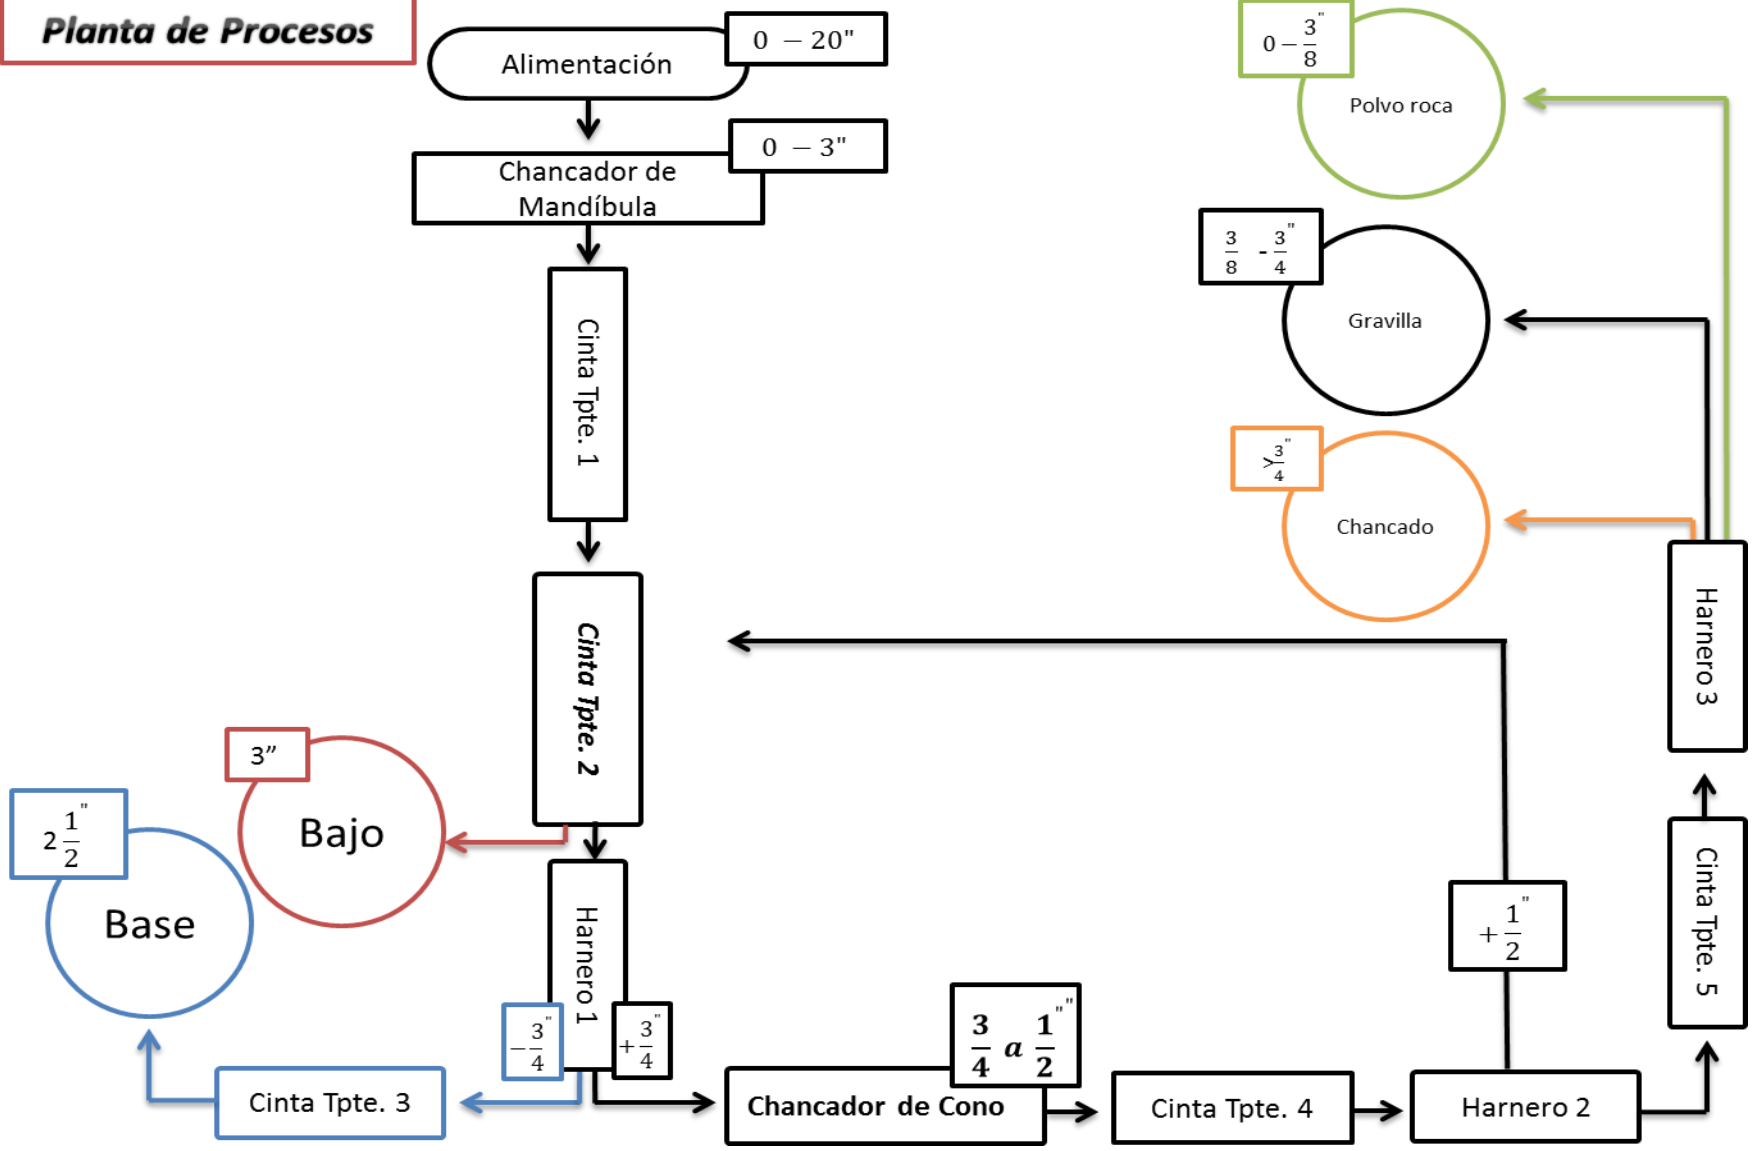 Planta de Procesos
Alimentación
0 – 20"
Chancador de
Mandíbula
0 – 3"
Cinta Tpte. 1
Cinta Tpte. 2
3”
Bajo
2 1/2"
Base
Harnero 1
− 3/4"
+ 3/4"
Cinta Tpte. 3
Chancador de Cono
3/4 a 1/2""
Cinta Tpte. 4
Harnero 2
+ 1/2"
Cinta Tpte. 5
Harnero 3
> 3/4"
Chancado
3/8 - 3/4"
Gravilla
0 − 3/8"
Polvo roca